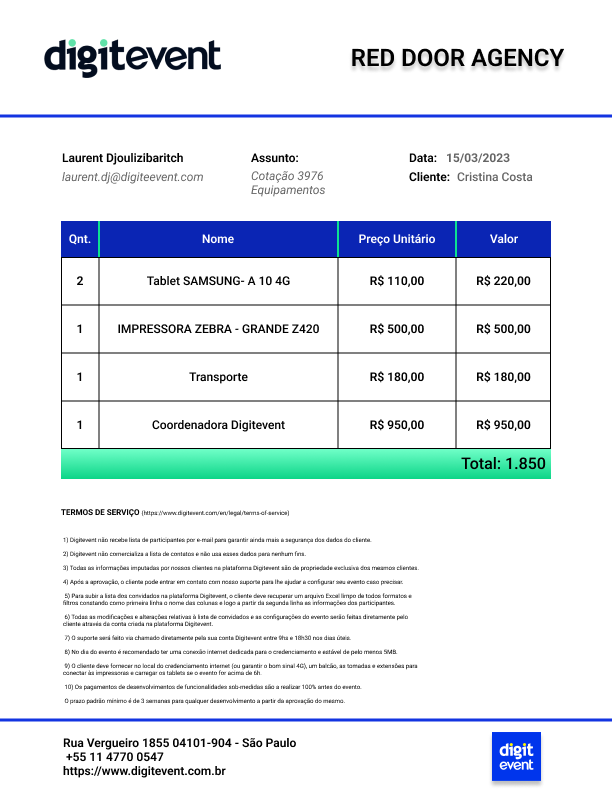 digitevent
RED DOOR AGENCY
Laurent Djoulizibaritch
laurent.dj@digiteevent.com
Assunto:
Cotação 3976
Equipamentos
Data: 15/03/2023
Cliente: Cristina Costa
Qnt. Nome Preço Unitário Valor
2 Tablet SAMSUNG- A 10 4G R$ 110,00 R$ 220,00
1 IMPRESSORA ZEBRA - GRANDE Z420 R$ 500,00 R$ 500,00
1 Transporte R$ 180,00 R$ 180,00
1 Coordenadora Digitevent R$ 950,00 R$ 950,00
Total: 1.850
TERMOS DE SERVIÇO (https://www.digitevent.com/en/legal/terms-of-service)
1) Digitevent não recebe lista de participantes por e-mail para garantir ainda mais a segurança dos dados do cliente.
2) Digitevent não comercializa a lista de contatos e não usa esses dados para nenhum fins.
3) Todas as informações imputadas por nossos clientes na plataforma Digitevent são de propriedade exclusiva dos mesmos clientes.
4) Após a aprovação, o cliente pode entrar em contato com nosso suporte para lhe ajudar a configurar seu evento caso precisar.
5) Para subir a lista dos convidados na plataforma Digitevent, o cliente deve recuperar um arquivo Excel limpo de todos formatos e
filtros constando como primeira linha o nome das colunas e logo a partir da segunda linha as informações dos participantes.
6) Todas as modificações e alterações relativas à lista de convidados e as configurações do evento serão feitas diretamente pelo
cliente através da conta criada na plataforma Digitevent.
7) O suporte será feito via chamado diretamente pela sua conta Digitevent entre 9hs e 18h30 nos dias úteis.
8) No dia do evento é recomendado ter uma conexão internet dedicada para o credenciamento e estável de pelo menos 5MB.
9) O cliente deve fornecer no local do credenciamento internet (ou garantir o bom sinal 4G), um balcão, as tomadas e extensões para
conectar às impressoras e carregar os tablets se o evento for acima de 6h.
10) Os pagamentos de desenvolvimentos de funcionalidades sob-medidas são a realizar 100% antes do evento.
O prazo padrão mínimo é de 3 semanas para qualquer desenvolvimento a partir da aprovação do mesmo.
Rua Vergueiro 1855 04101-904 - São Paulo
+55 11 4770 0547
https://www.digitevent.com.br
digit
event